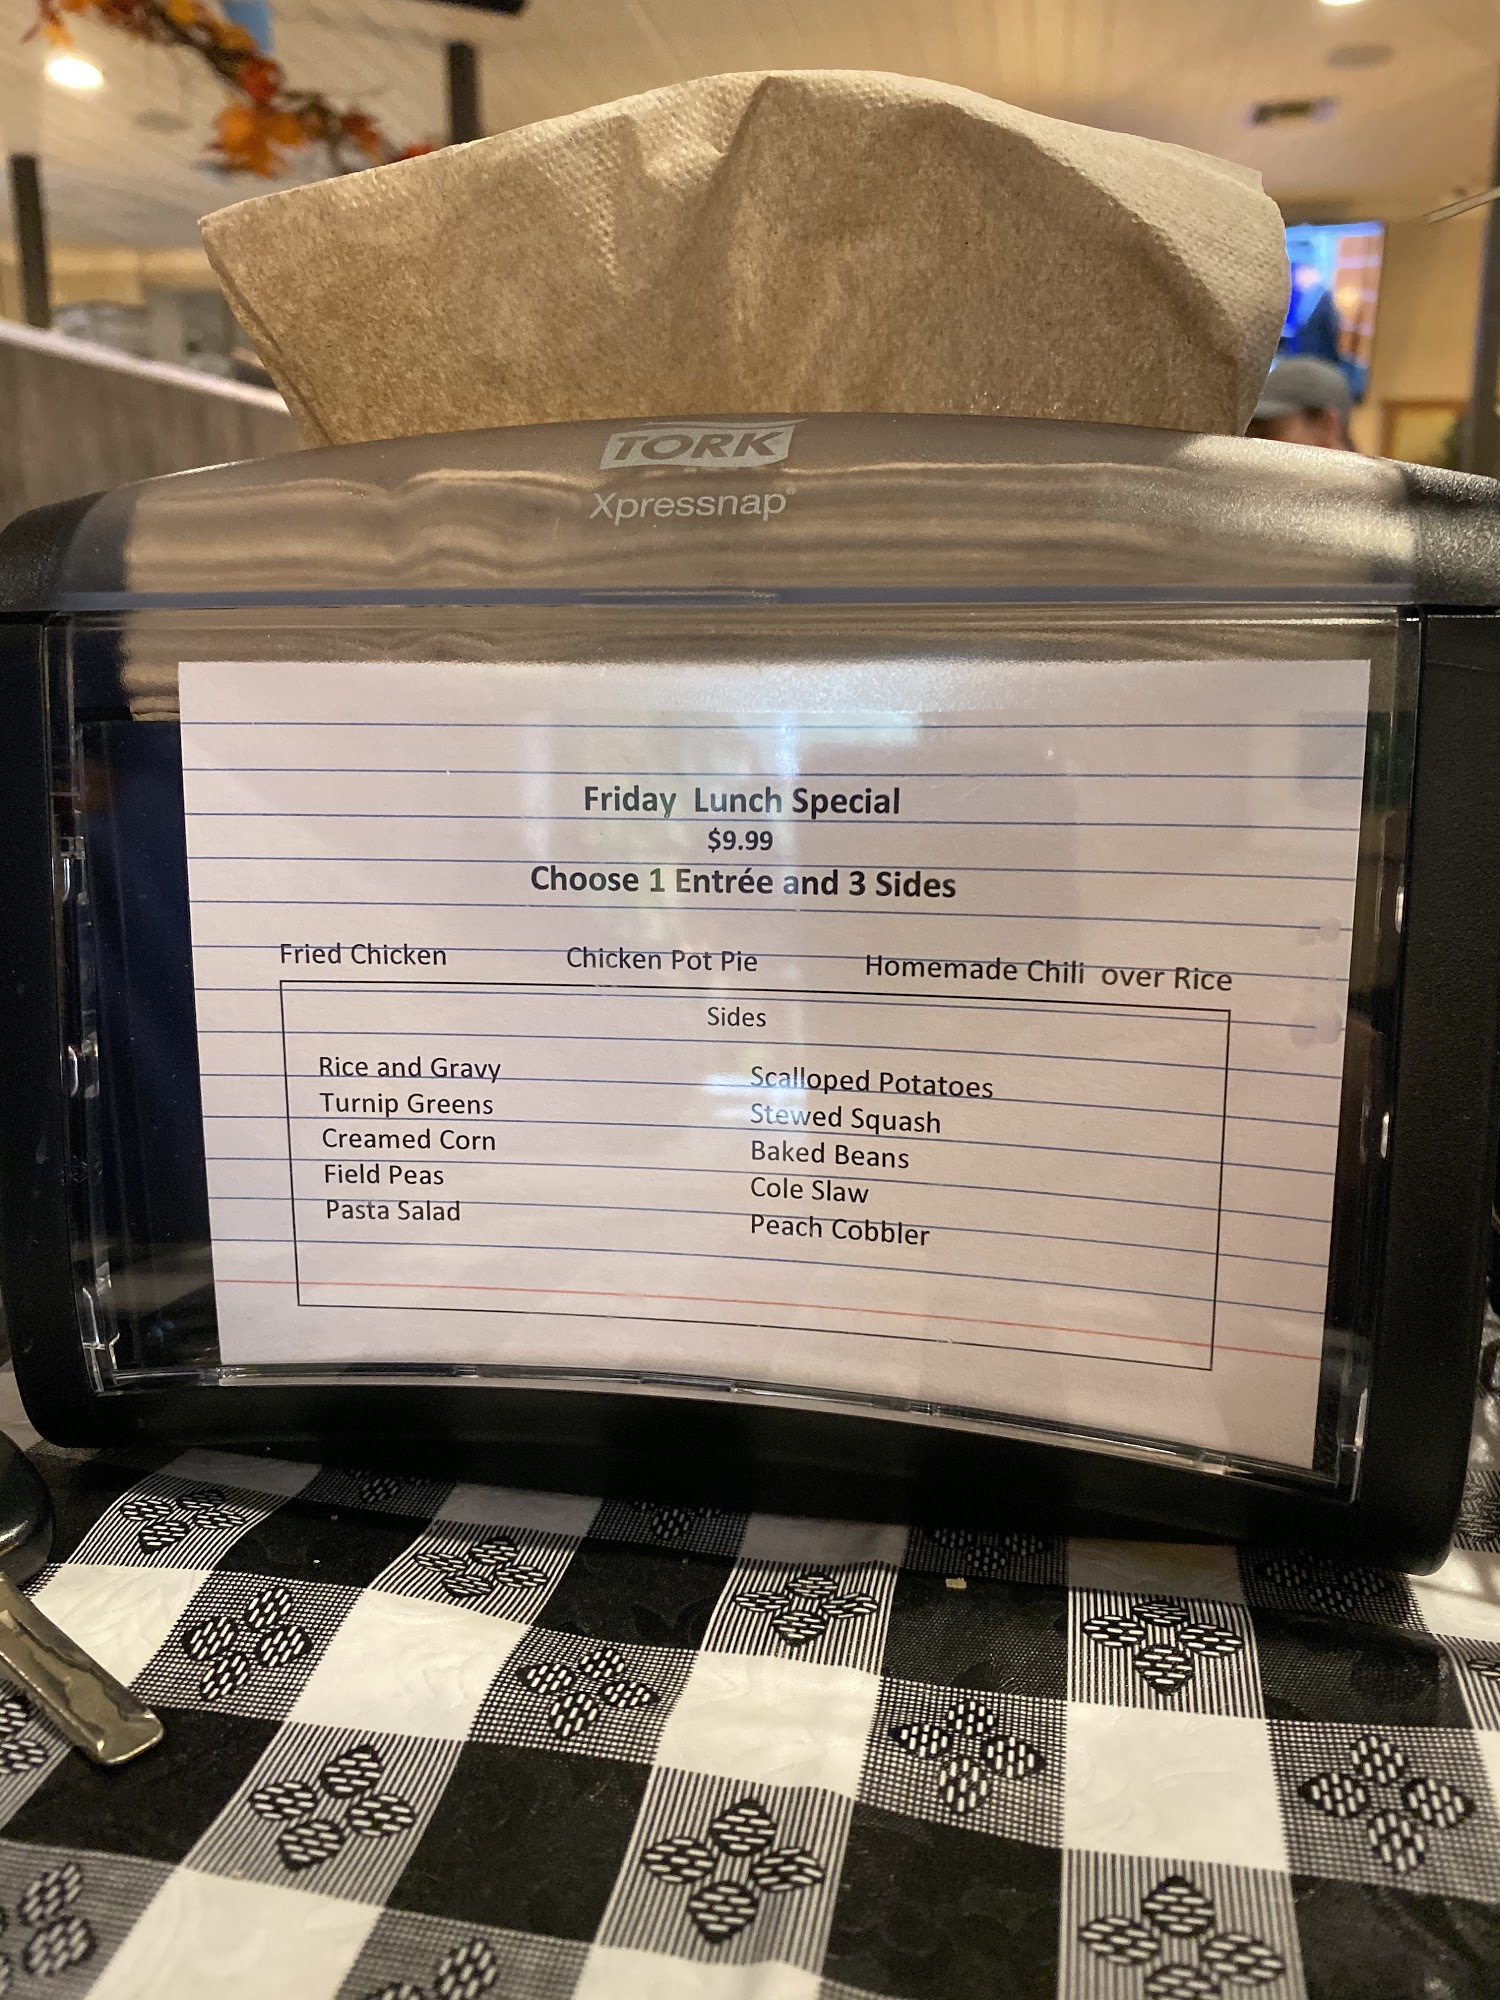 TORK
Xpressnap®
Friday Lunch Special
$9.99
Choose 1 Entrée and 3 Sides
Fried Chicken Chicken Pot Pie Homemade Chili over Rice
Sides
Rice and Gravy Scalloped Potatoes
Turnip Greens Stewed Squash
Creamed Corn Baked Beans
Field Peas Cole Slaw
Pasta Salad Peach Cobbler